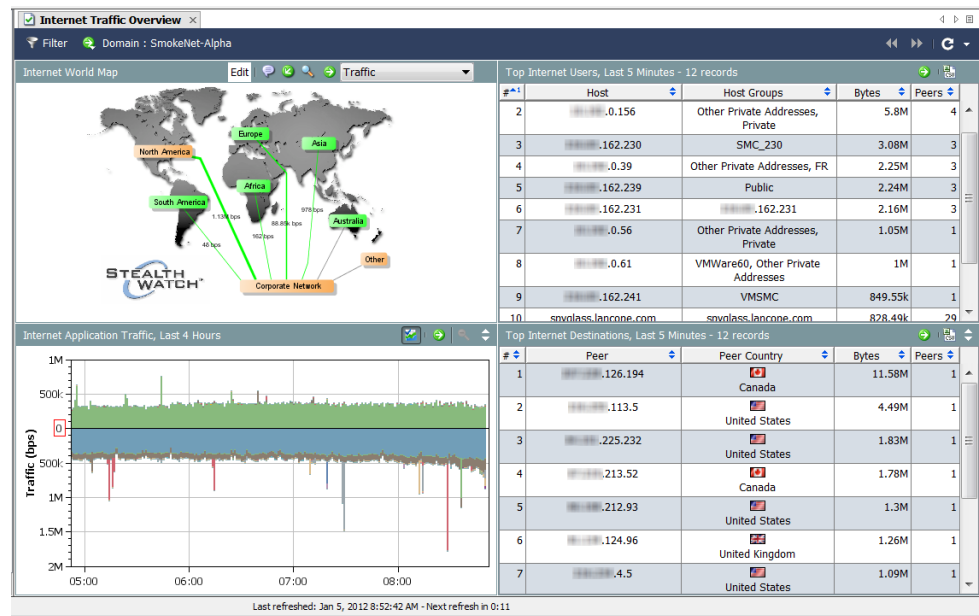 Internet Traffic Overview
Filter
Domain : SmokeNet-Alpha
Internet World Map
Edit
Traffic
North America
Europe
Asia
South America
Africa
Australia
Other
Corporate Network
46 bps
1.13M bps
162 bps
88.85k bps
978 bps
STEALTH
WATCH™
Top Internet Users, Last 5 Minutes - 12 records
# 1 Host Host Groups Bytes Peers
2 .0.156 Other Private Addresses, Private 5.8M 4
3 .162.230 SMC_230 3.08M 3
4 .0.39 Other Private Addresses, FR 2.25M 3
5 .162.239 Public 2.24M 3
6 .162.231 .162.231 2.16M 3
7 .0.56 Other Private Addresses, Private 1.05M 1
8 .0.61 VMWare60, Other Private Addresses 1M 1
9 .162.241 VMSMC 849.55k 1
10 spyglass.lancope.com spyglass.lancope.com 828.49k 29
Internet Application Traffic, Last 4 Hours
Traffic (bps)
1M
500k
0
500k
1M
1.5M
2M
05:00 06:00 07:00 08:00
Top Internet Destinations, Last 5 Minutes - 12 records
# Peer Peer Country Bytes Peers
1 .126.194 Canada 11.58M 1
2 .113.5 United States 4.49M 1
3 .225.232 United States 1.83M 1
4 .213.52 Canada 1.78M 1
5 .212.93 United States 1.3M 1
6 .124.96 United Kingdom 1.26M 1
7 .4.5 United States 1.09M 1
Last refreshed: Jan 5, 2012 8:52:42 AM - Next refresh in 0:11